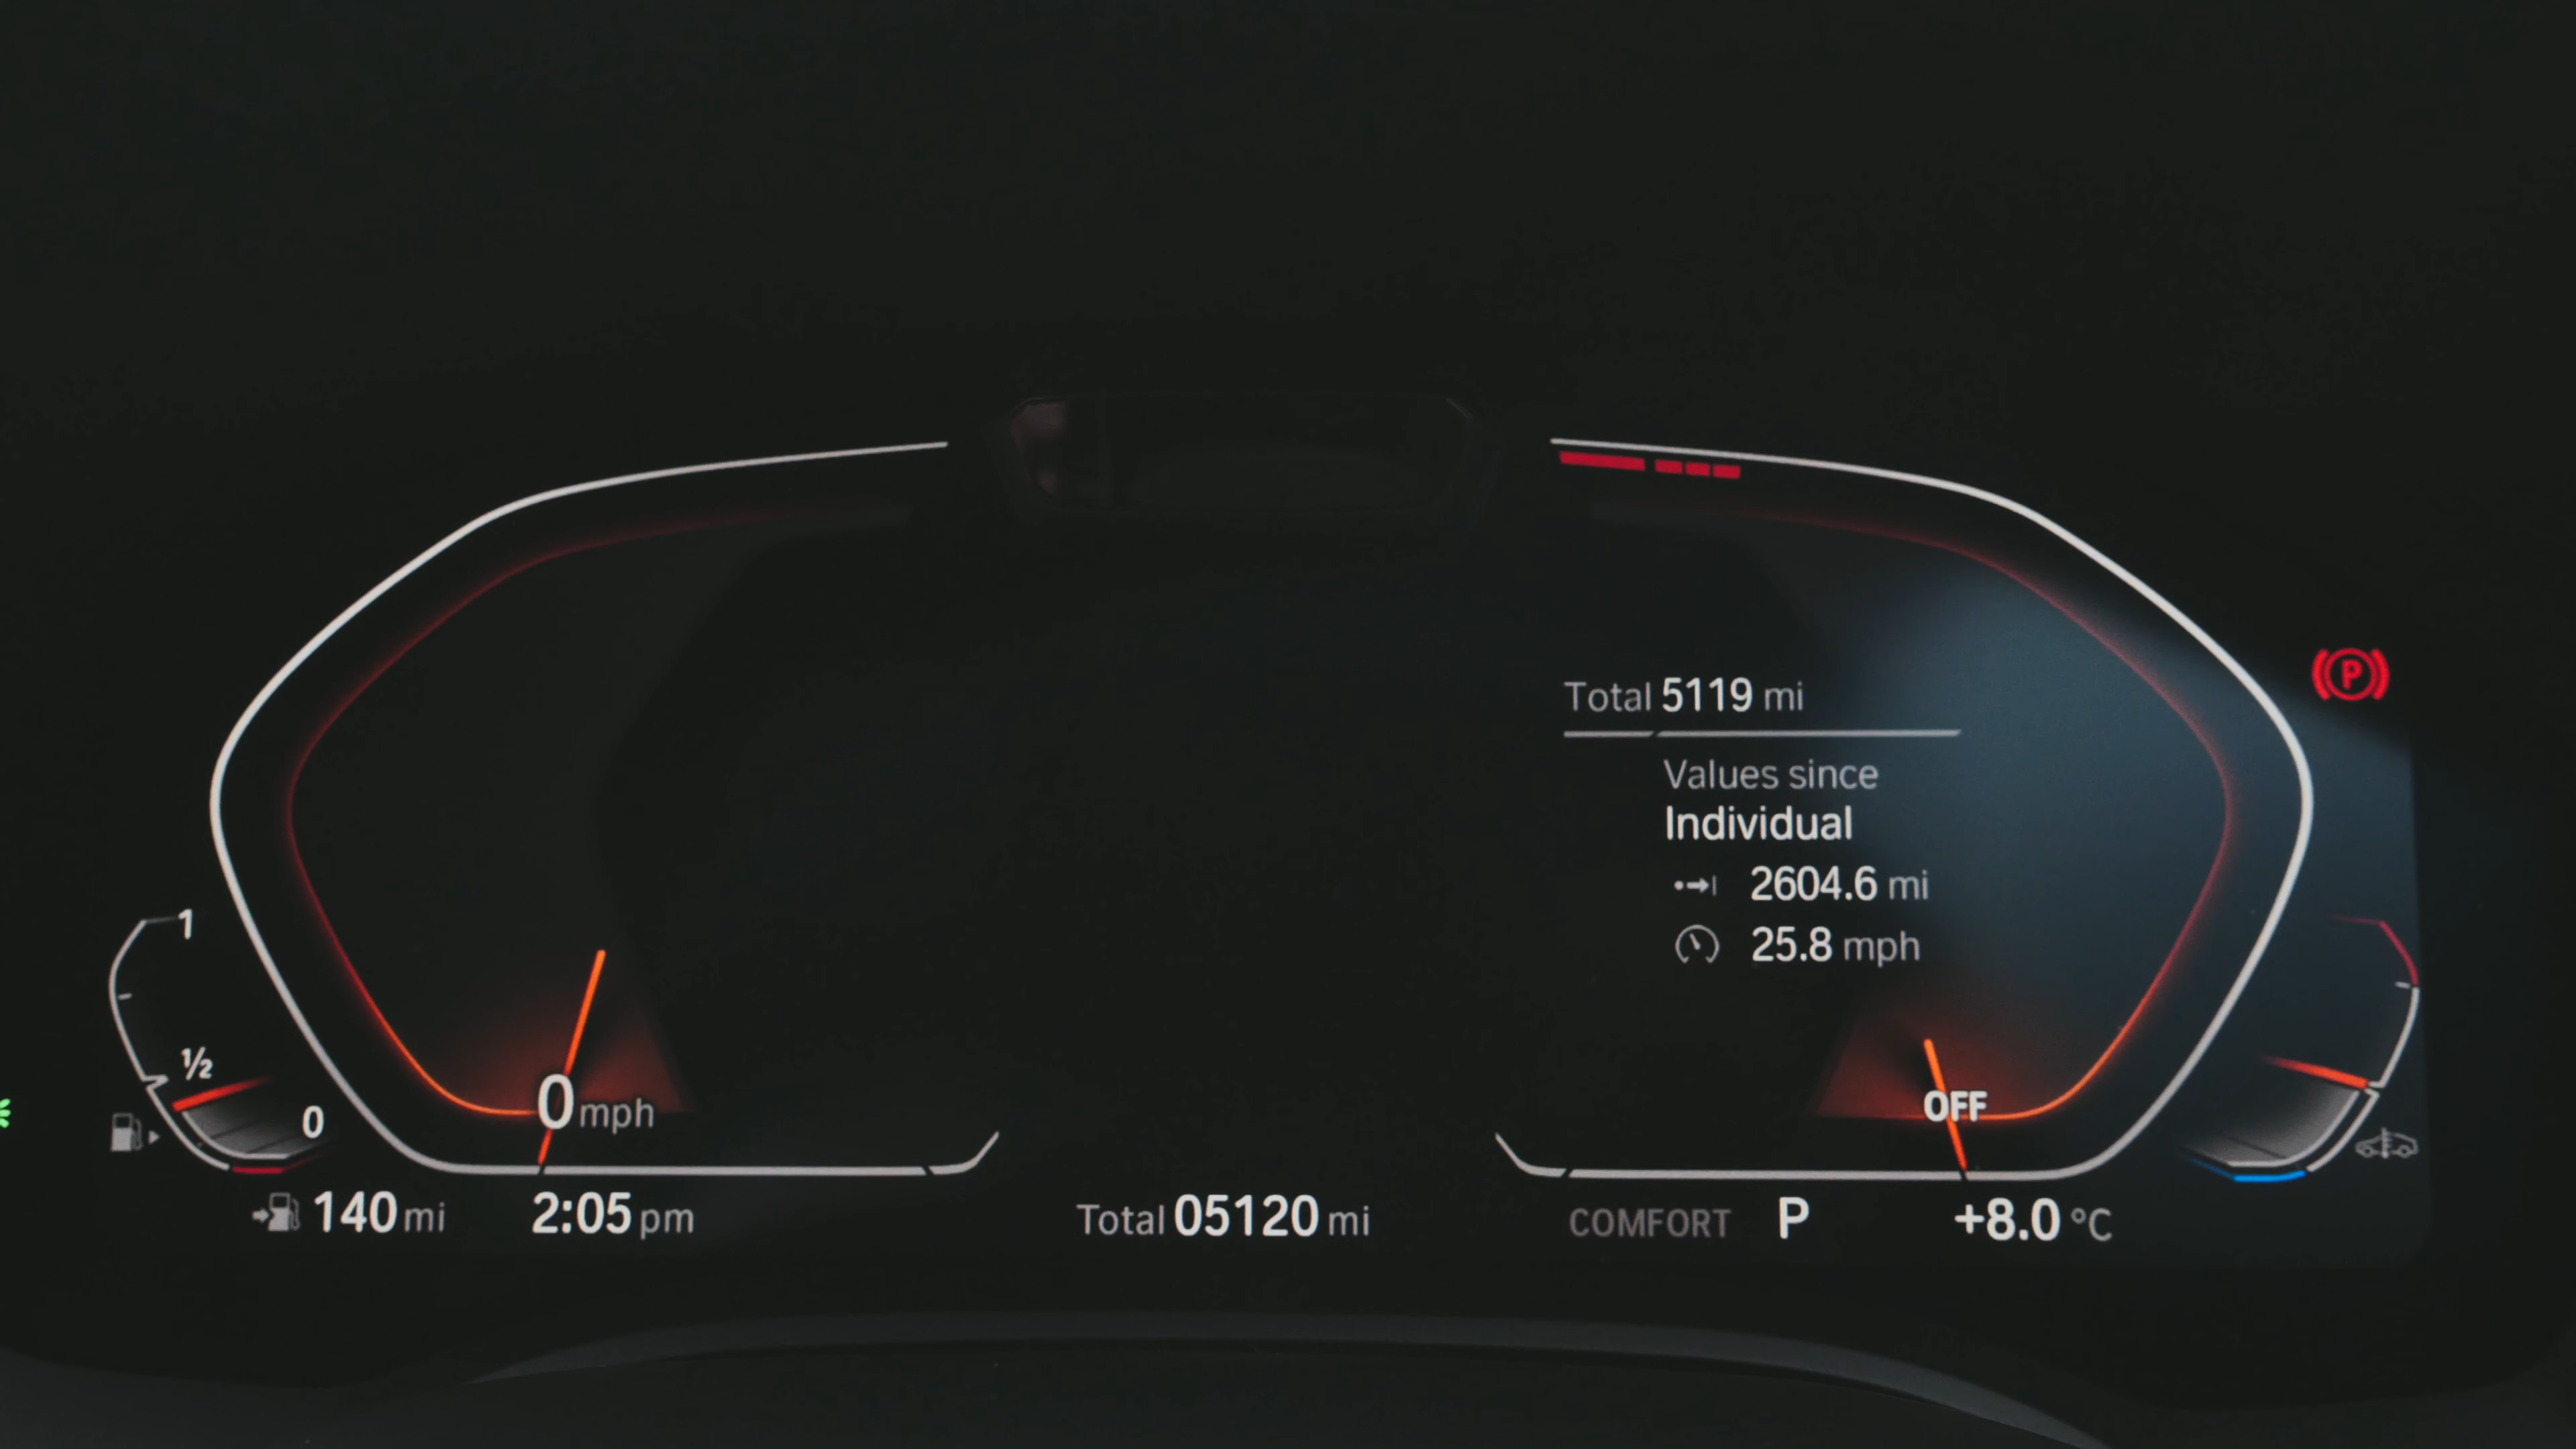 Total 5119 mi
Values since
Individual
2604.6 mi
25.8 mph
P
1
½
0
0 mph
OFF
140 mi
2:05 pm
Total 05120 mi
COMFORT P
+8.0 °C